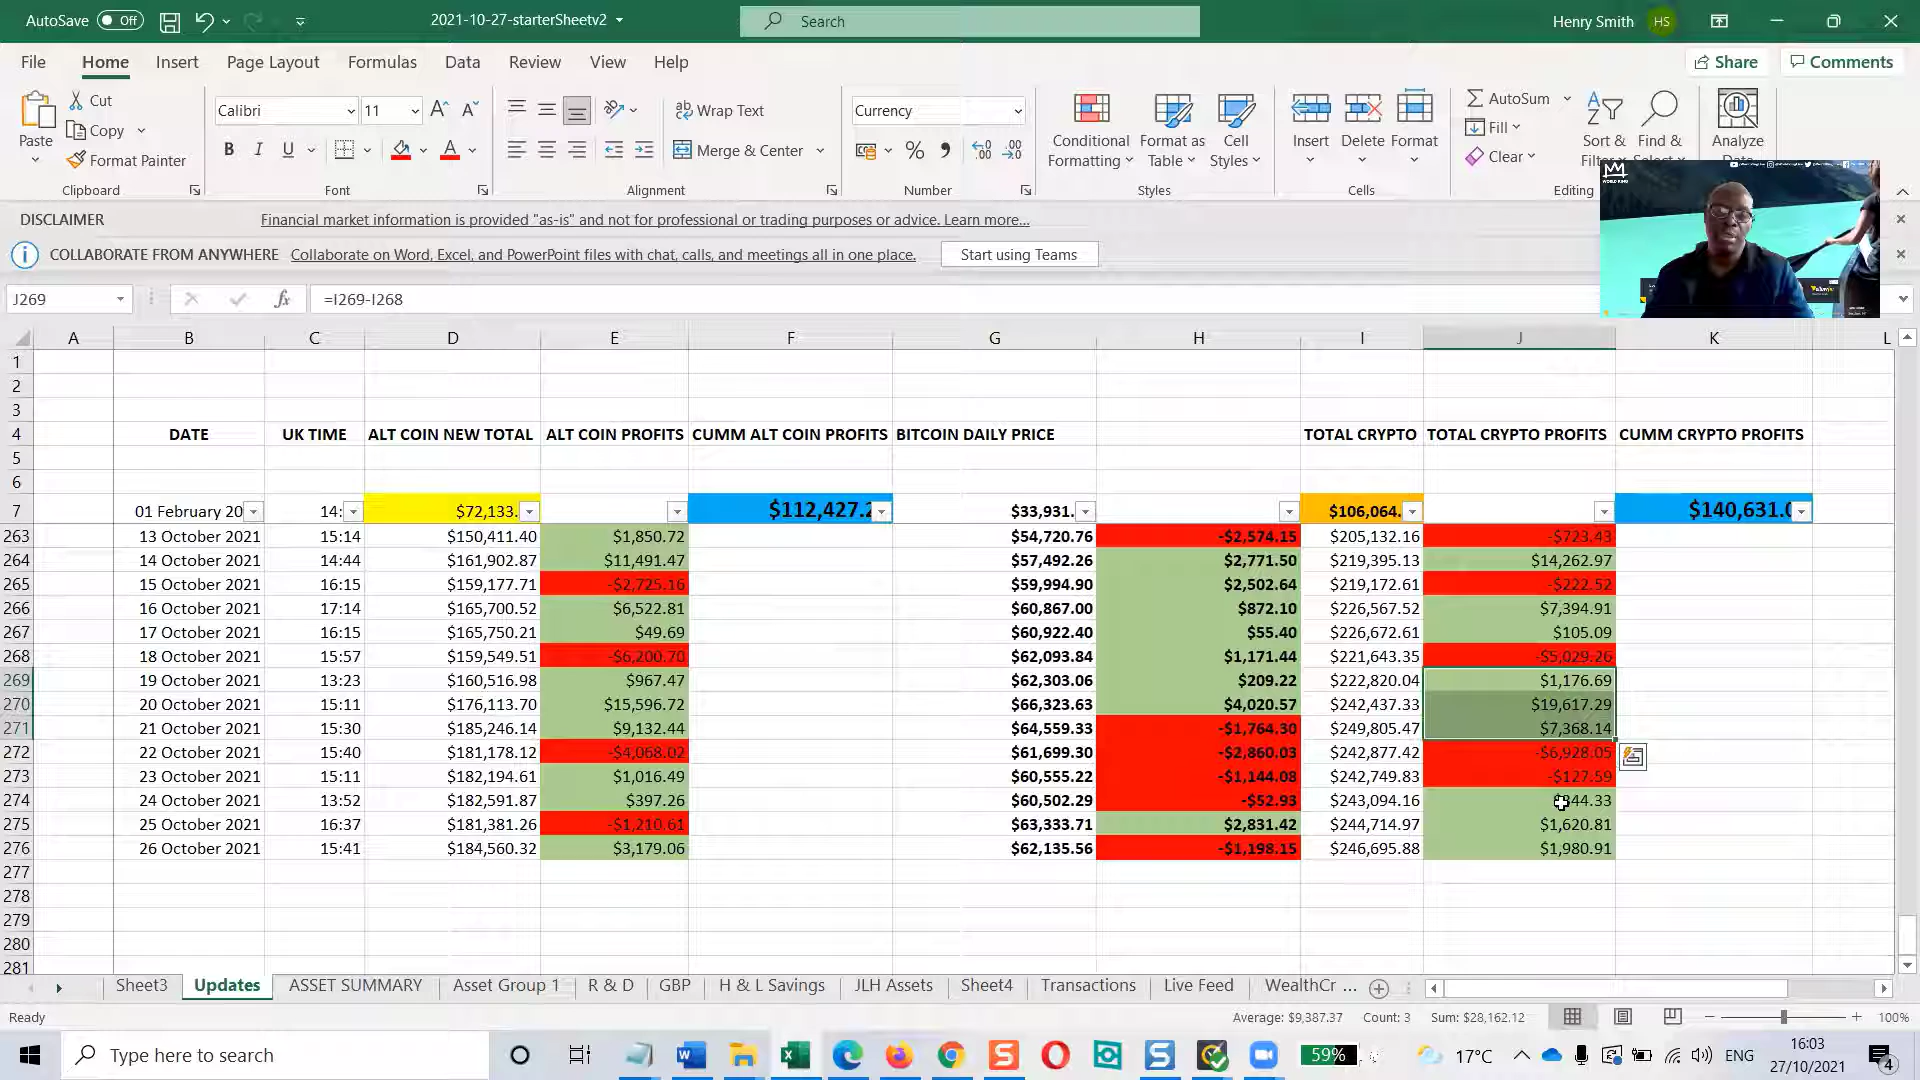 AutoSave Off 2021-10-27-starterSheetv2 Search Henry Smith HS
File Home Insert Page Layout Formulas Data Review View Help Share Comments
Paste Cut Copy Format Painter Clipboard
Calibri 11 A A B I U A Font
ab Wrap Text Merge & Center Alignment
Currency % Number
Conditional Formatting Format as Table Cell Styles Styles
Insert Delete Format Cells
AutoSum Fill Clear Sort & Find & Editing
Analyze
WORLD KING
DISCLAIMER Financial market information is provided "as-is" and not for professional or trading purposes or advice. Learn more...
COLLABORATE FROM ANYWHERE Collaborate on Word, Excel, and PowerPoint files with chat, calls, and meetings all in one place. Start using Teams
J269 fx =I269-I268
A B C D E F G H I J K L
1
2
3
4 DATE UK TIME ALT COIN NEW TOTAL ALT COIN PROFITS CUMM ALT COIN PROFITS BITCOIN DAILY PRICE TOTAL CRYPTO TOTAL CRYPTO PROFITS CUMM CRYPTO PROFITS
5
6
7 01 February 20 14: $72,133. $112,427. $33,931. $106,064. $140,631.
263 13 October 2021 15:14 $150,411.40 $1,850.72 $54,720.76 -$2,574.15 $205,132.16 -$723.43
264 14 October 2021 14:44 $161,902.87 $11,491.47 $57,492.26 $2,771.50 $219,395.13 $14,262.97
265 15 October 2021 16:15 $159,177.71 -$2,725.16 $59,994.90 $2,502.64 $219,172.61 -$222.52
266 16 October 2021 17:14 $165,700.52 $6,522.81 $60,867.00 $872.10 $226,567.52 $7,394.91
267 17 October 2021 16:15 $165,750.21 $49.69 $60,922.40 $55.40 $226,672.61 $105.09
268 18 October 2021 15:57 $159,549.51 -$6,200.70 $62,093.84 $1,171.44 $221,643.35 -$5,029.26
269 19 October 2021 13:23 $160,516.98 $967.47 $62,303.06 $209.22 $222,820.04 $1,176.69
270 20 October 2021 15:11 $176,113.70 $15,596.72 $66,323.63 $4,020.57 $242,437.33 $19,617.29
271 21 October 2021 15:30 $185,246.14 $9,132.44 $64,559.33 -$1,764.30 $249,805.47 $7,368.14
272 22 October 2021 15:40 $181,178.12 -$4,068.02 $61,699.30 -$2,860.03 $242,877.42 -$6,928.05
273 23 October 2021 15:11 $182,194.61 $1,016.49 $60,555.22 -$1,144.08 $242,749.83 -$127.59
274 24 October 2021 13:52 $182,591.87 $397.26 $60,502.29 -$52.93 $243,094.16 344.33
275 25 October 2021 16:37 $181,381.26 -$1,210.61 $63,333.71 $2,831.42 $244,714.97 $1,620.81
276 26 October 2021 15:41 $184,560.32 $3,179.06 $62,135.56 -$1,198.15 $246,695.88 $1,980.91
277
278
279
280
281
Sheet3 Updates ASSET SUMMARY Asset Group 1 R & D GBP H & L Savings JLH Assets Sheet4 Transactions Live Feed WealthCr ...
Ready Average: $9,387.37 Count: 3 Sum: $28,162.12 100%
Type here to search 59% 17°C ENG 16:03
27/10/2021 4